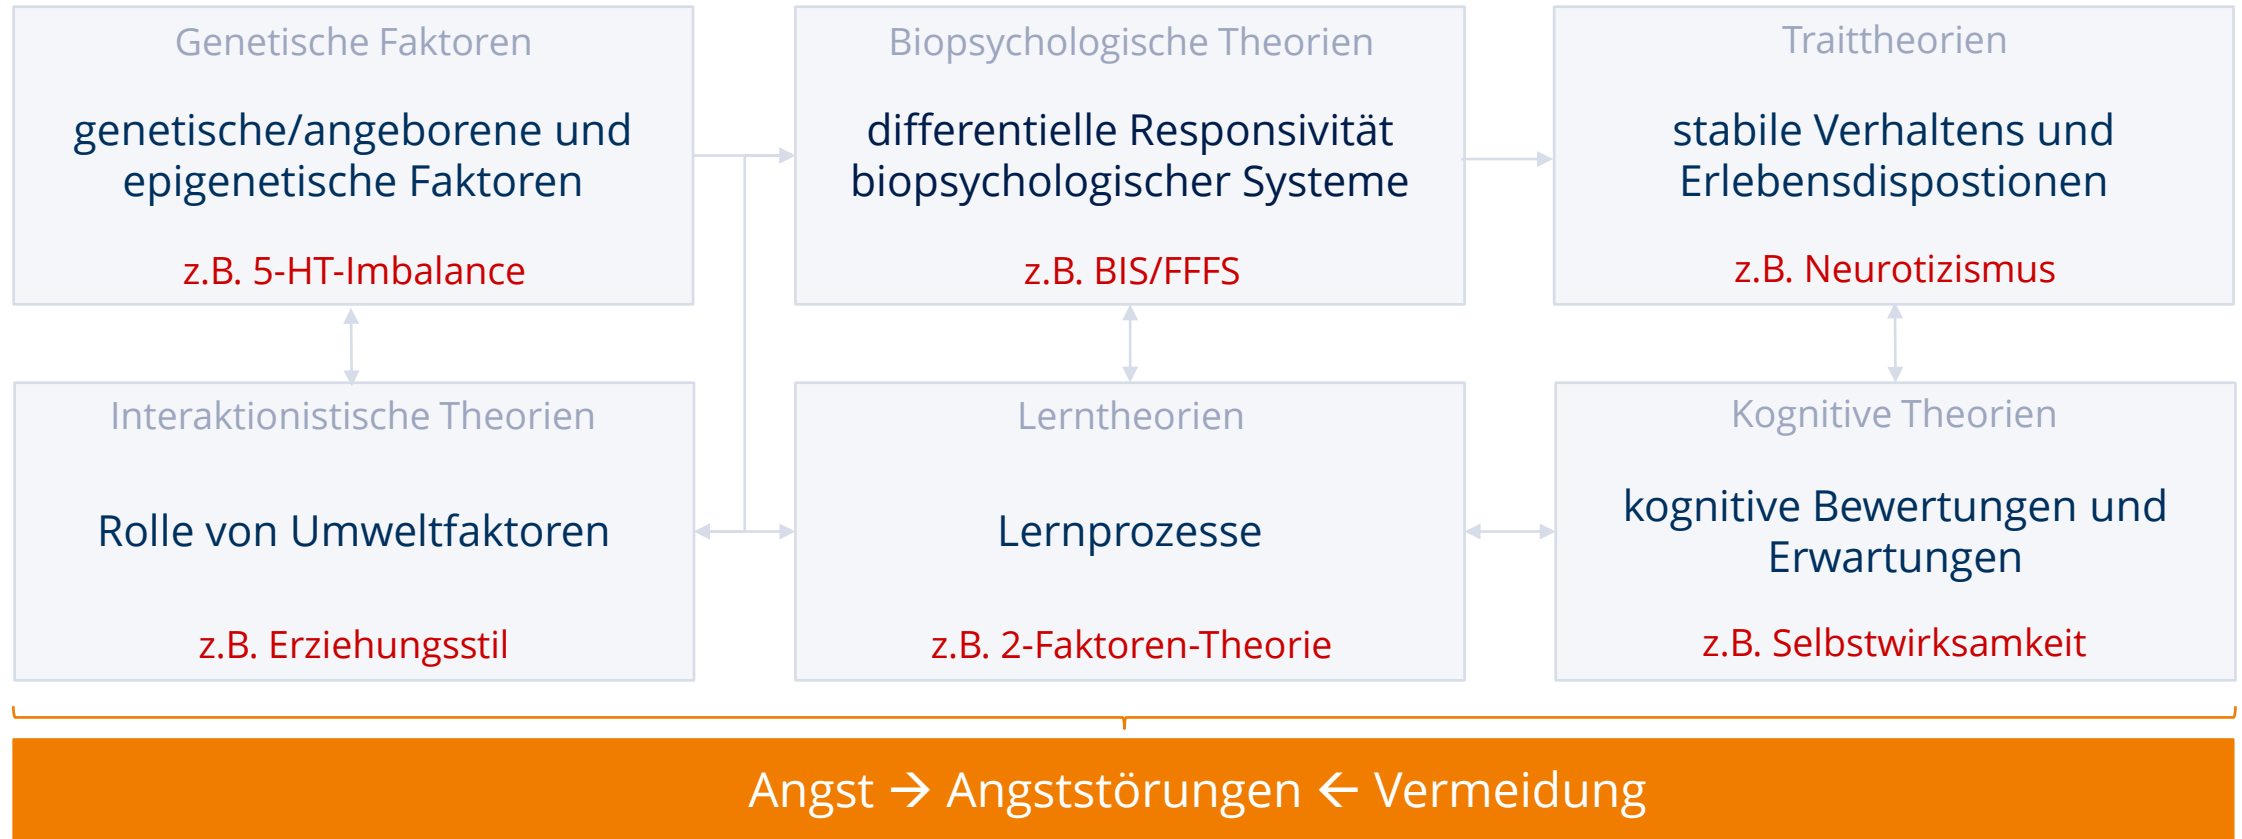 Genetische Faktoren
genetische/angeborene und
epigenetische Faktoren
z.B. 5-HT-Imbalance
Biopsychologische Theorien
differentielle Responsivität
biopsychologischer Systeme
z.B. BIS/FFFS
Traittheorien
stabile Verhaltens und
Erlebensdispostionen
z.B. Neurotizismus
Interaktionistische Theorien
Rolle von Umweltfaktoren
z.B. Erziehungsstil
Lerntheorien
Lernprozesse
z.B. 2-Faktoren-Theorie
Kognitive Theorien
kognitive Bewertungen und
Erwartungen
z.B. Selbstwirksamkeit
Angst → Angststörungen ← Vermeidung